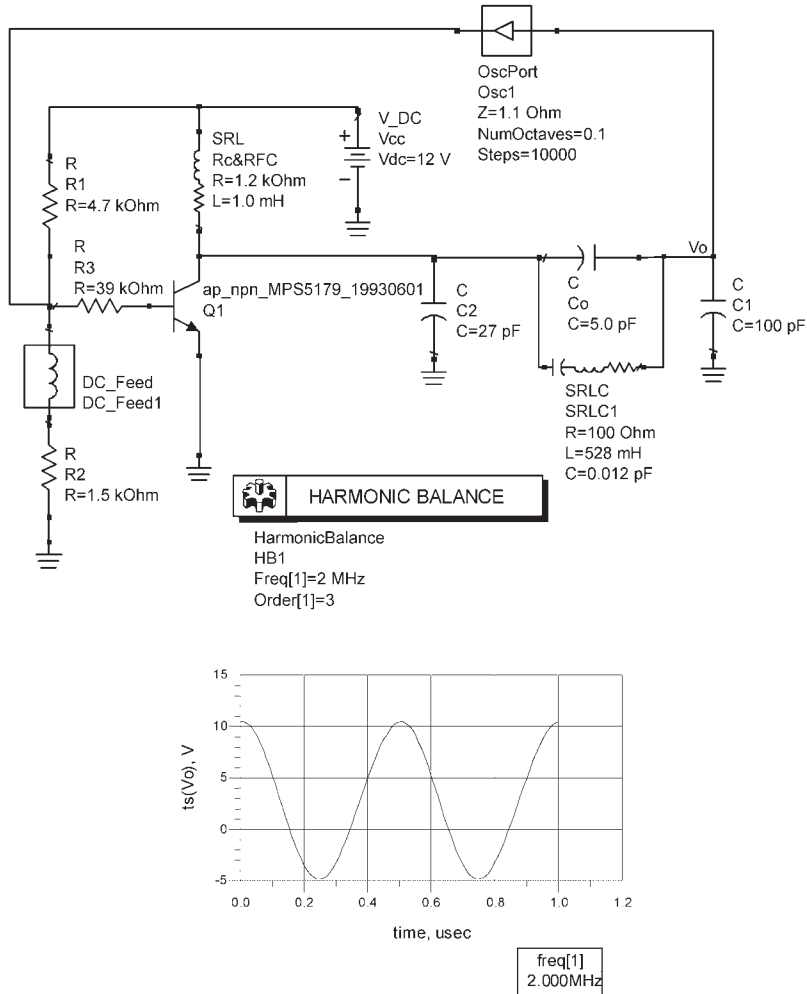 OscPort
Osc1
Z=1.1 Ohm
NumOctaves=0.1
Steps=10000
V_DC
Vcc
Vdc=12 V
+
−
SRL
Rc&RFC
R=1.2 kOhm
L=1.0 mH
R
R1
R=4.7 kOhm
R
R3
R=39 kOhm
ap_npn_MPS5179_19930601
Q1
C
C2
C=27 pF
C
Co
C=5.0 pF
Vo
C
C1
C=100 pF
SRLC
SRLC1
R=100 Ohm
L=528 mH
C=0.012 pF
DC_Feed
DC_Feed1
R
R2
R=1.5 kOhm
HARMONIC BALANCE
HarmonicBalance
HB1
Freq[1]=2 MHz
Order[1]=3
15
10
5
0
-5
ts(Vo), V
0.0 0.2 0.4 0.6 0.8 1.0 1.2
time, usec
freq[1]
2.000MHz